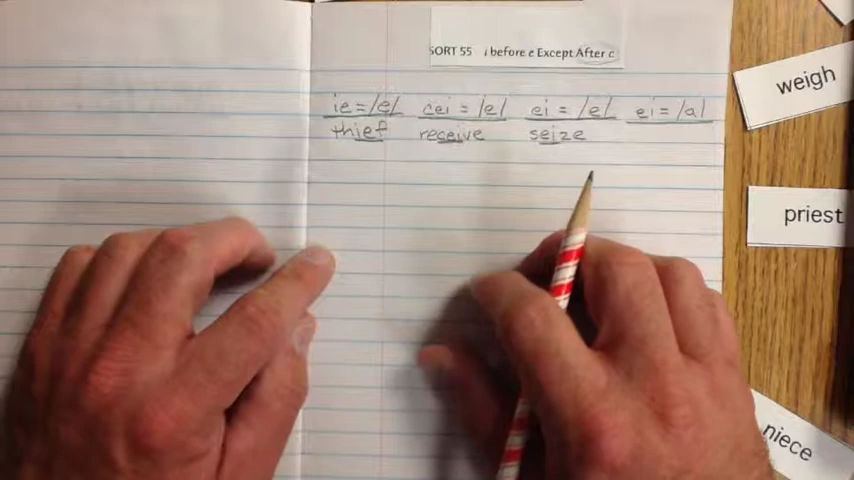 SORT 55 i before e Except After c
ie = /e/ cei = /e/ ei = /e/ ei = /a/
thief receive seize
weigh
priest
niece